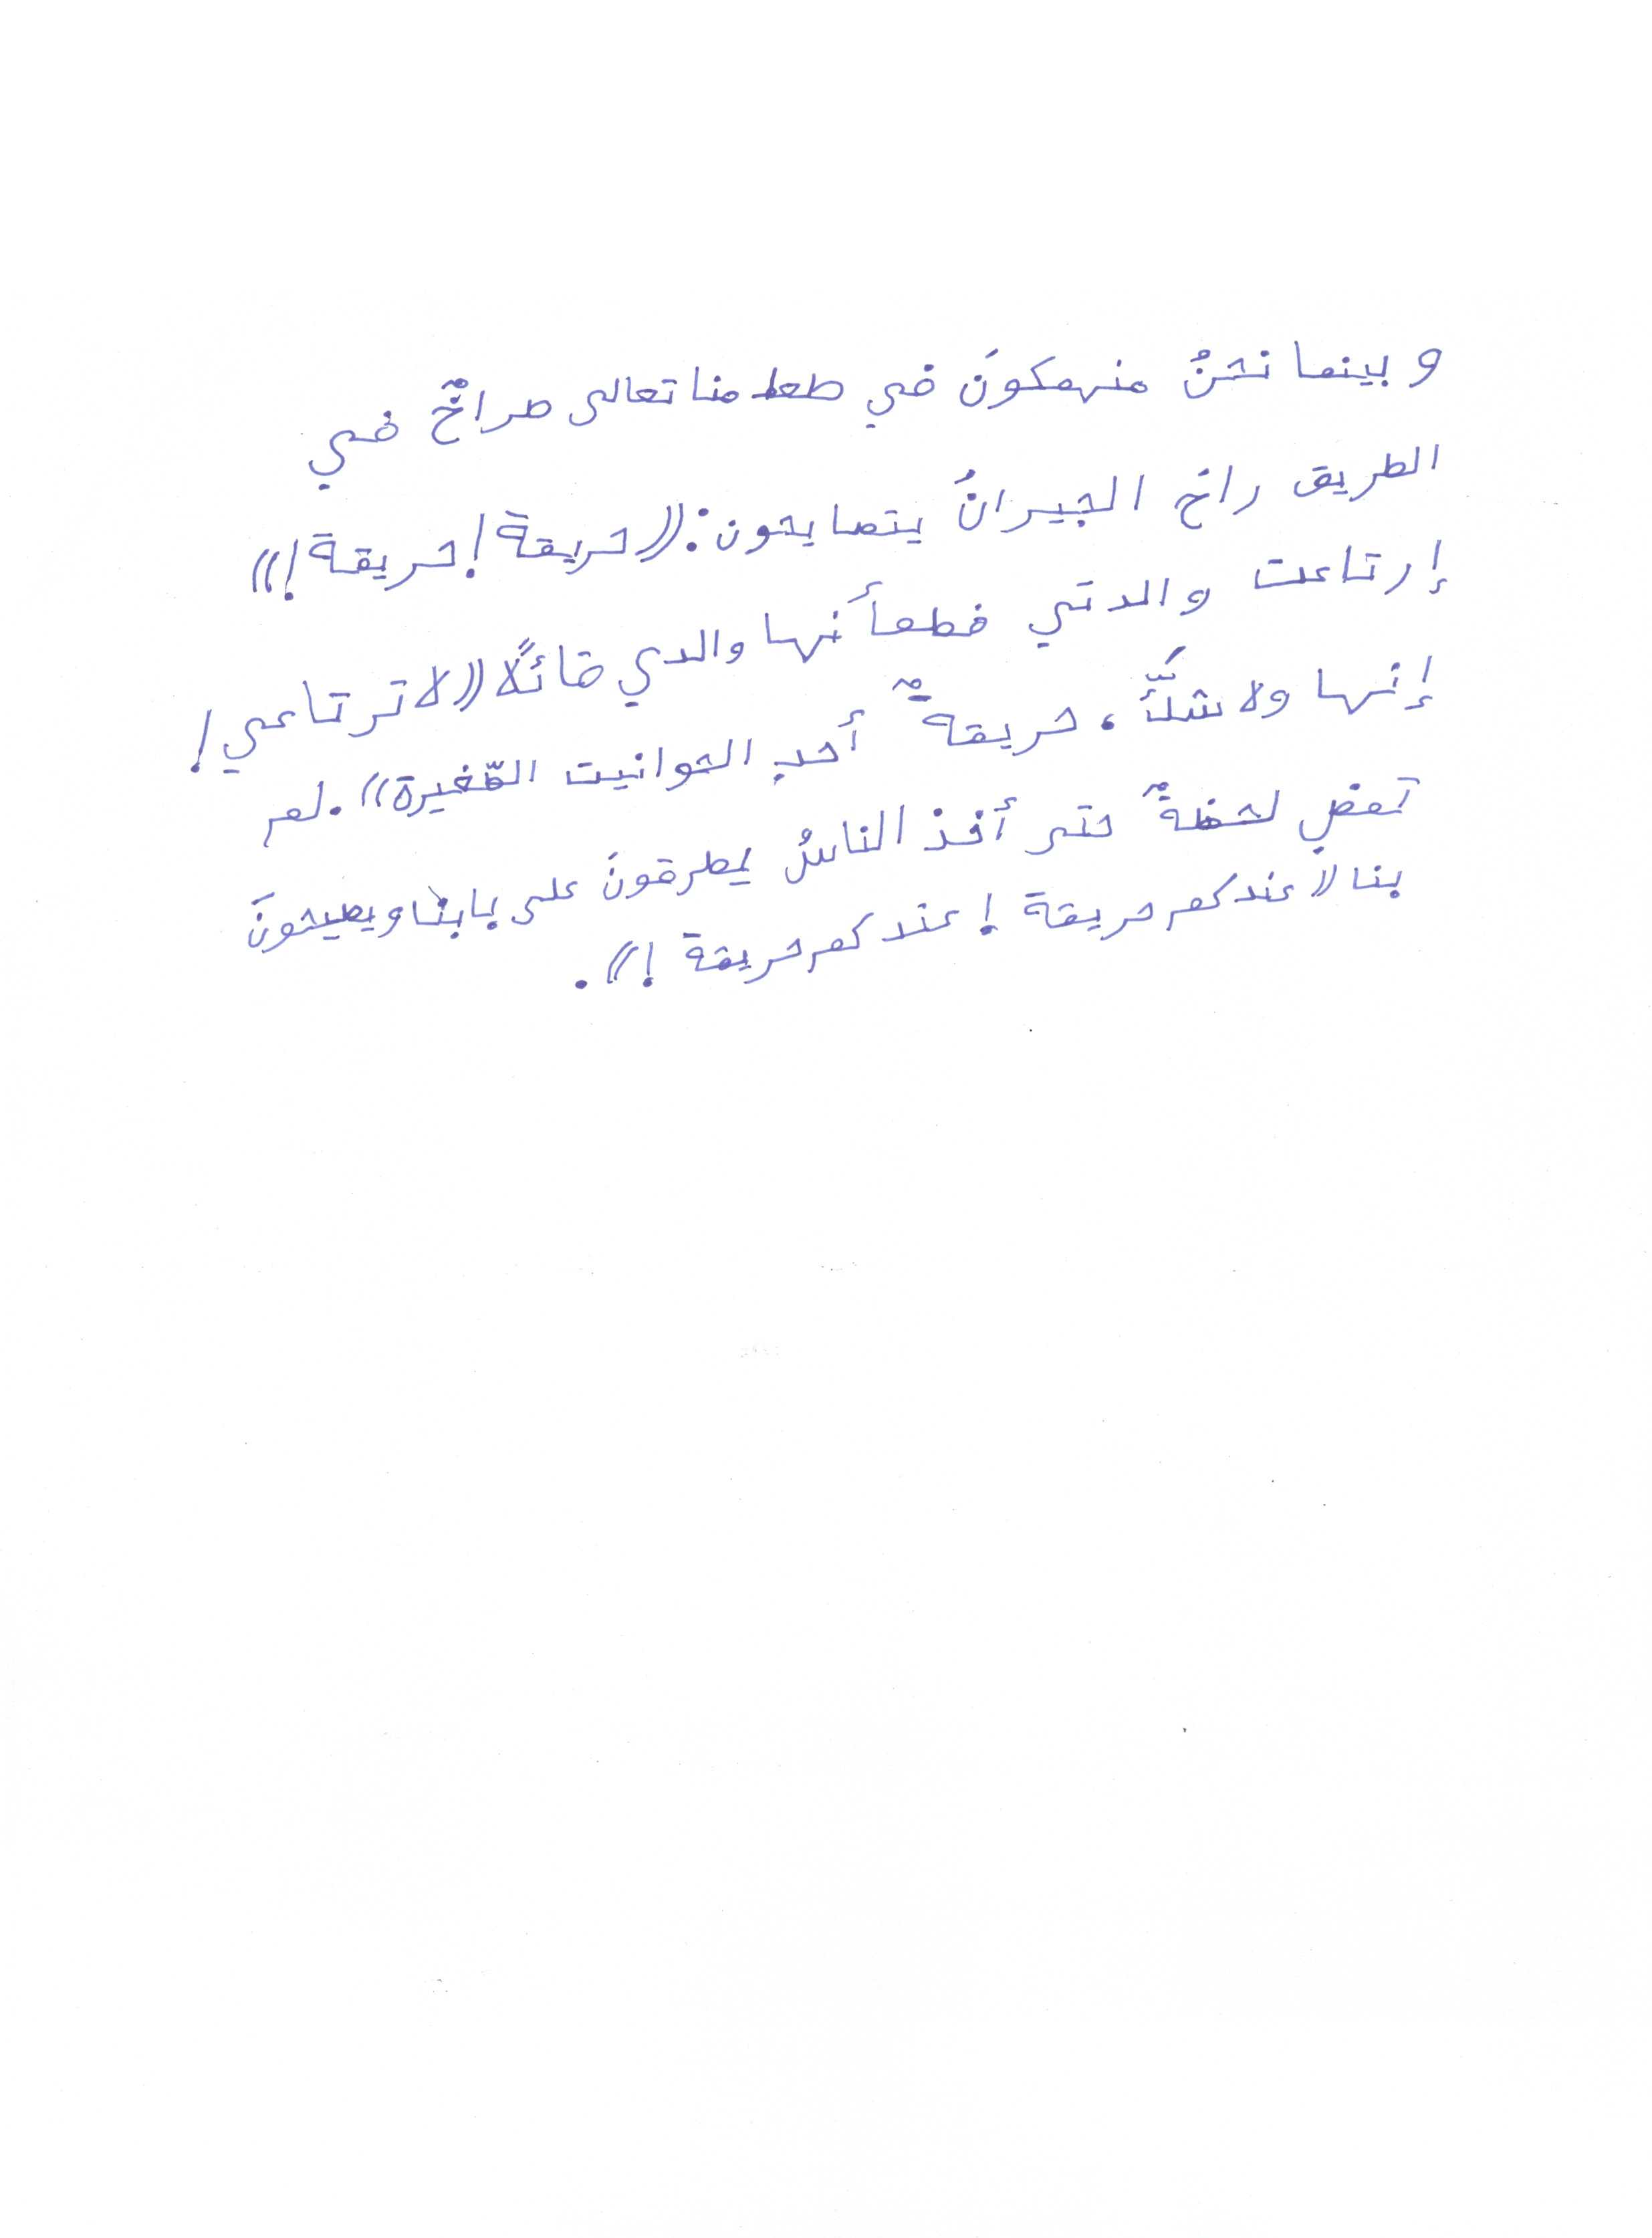 و بينما نحنُ منهمكونَ في طعامنا تعالى صراخٌ في
الطريق راخ الجيرانُ يتصايحون: ((حريقة! حريقة!))
إرتاعت والدتي فطمأنها والدي قائلًا ((لا ترتاعي!
إنها ولا شكَّ، حريقةٌ أحدِ الحوانيت الصّغيرة)). لم
تمضِ لحظةٌ حتى أخذ الناسُ يطرقونَ على بابنا ويصيحونَ
بنا ((عندكم حريقة! عندكم حريقة!)).